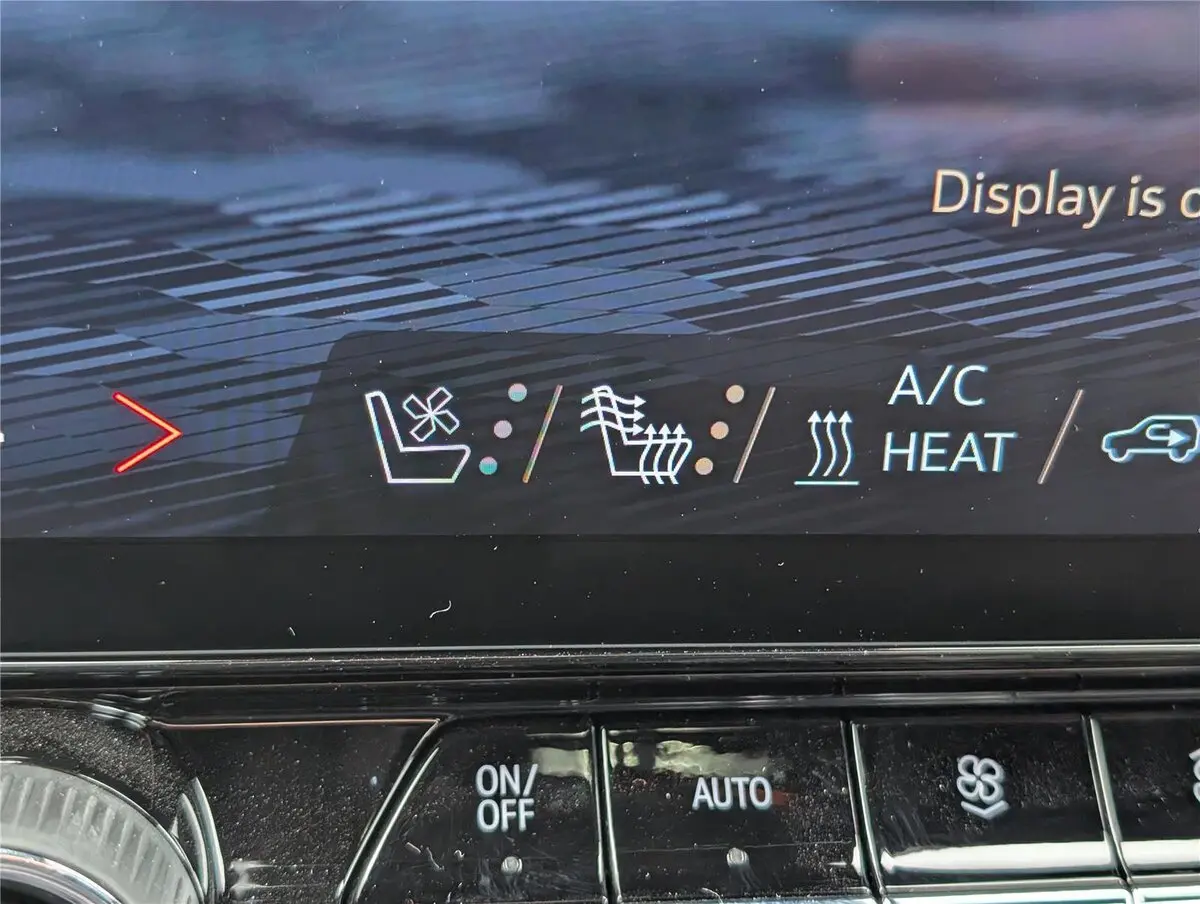 Display is
A/C
HEAT
ON/
OFF
AUTO